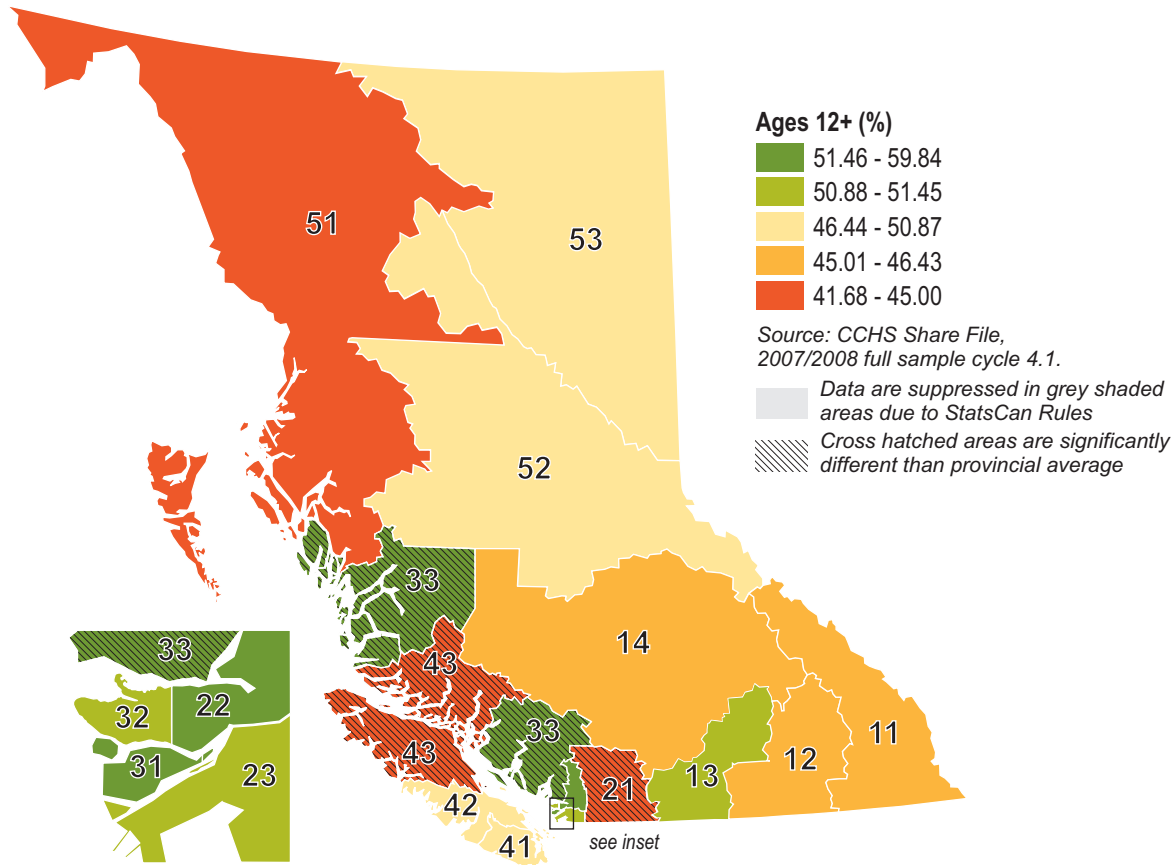 Ages 12+ (%)
51.46 - 59.84
50.88 - 51.45
46.44 - 50.87
45.01 - 46.43
41.68 - 45.00
Source: CCHS Share File,
2007/2008 full sample cycle 4.1.
Data are suppressed in grey shaded
areas due to StatsCan Rules
Cross hatched areas are significantly
different than provincial average
51
53
52
33
14
43
33
43
21
13
12
11
42
41
see inset
33
32
22
31
23